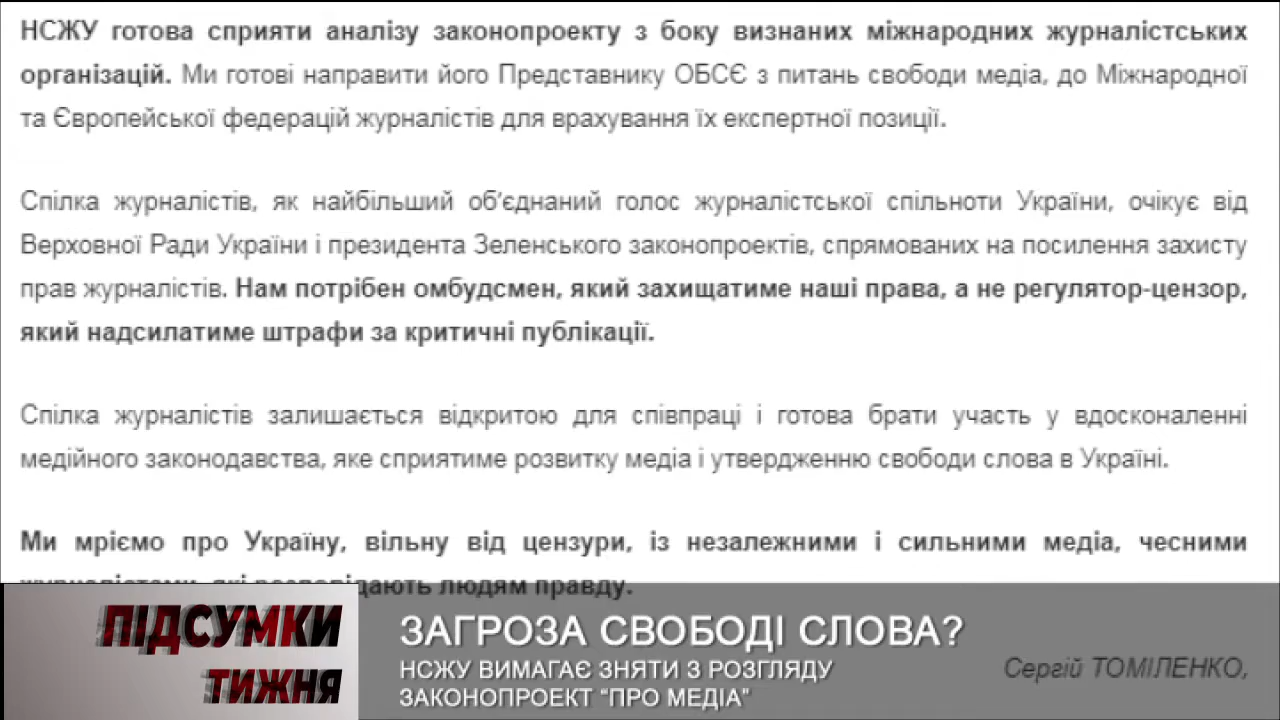 НСЖУ готова сприяти аналізу законопроекту з боку визнаних міжнародних журналістських
організацій. Ми готові направити його Представнику ОБСЄ з питань свободи медіа, до Міжнародної
та Європейської федерацій журналістів для врахування їх експертної позиції.
Спілка журналістів, як найбільший об’єднаний голос журналістської спільноти України, очікує від
Верховної Ради України і президента Зеленського законопроектів, спрямованих на посилення захисту
прав журналістів. Нам потрібен омбудсмен, який захищатиме наші права, а не регулятор-цензор,
який надсилатиме штрафи за критичні публікації.
Спілка журналістів залишається відкритою для співпраці і готова брати участь у вдосконаленні
медійного законодавства, яке сприятиме розвитку медіа і утвердженню свободи слова в Україні.
Ми мріємо про Україну, вільну від цензури, із незалежними і сильними медіа, чесними
людям правду.
ПІДСУМКИ
ТИЖНЯ
ЗАГРОЗА СВОБОДІ СЛОВА?
НСЖУ ВИМАГАЄ ЗНЯТИ З РОЗГЛЯДУ
ЗАКОНОПРОЕКТ "ПРО МЕДІА"
Сергій ТОМІЛЕНКО,